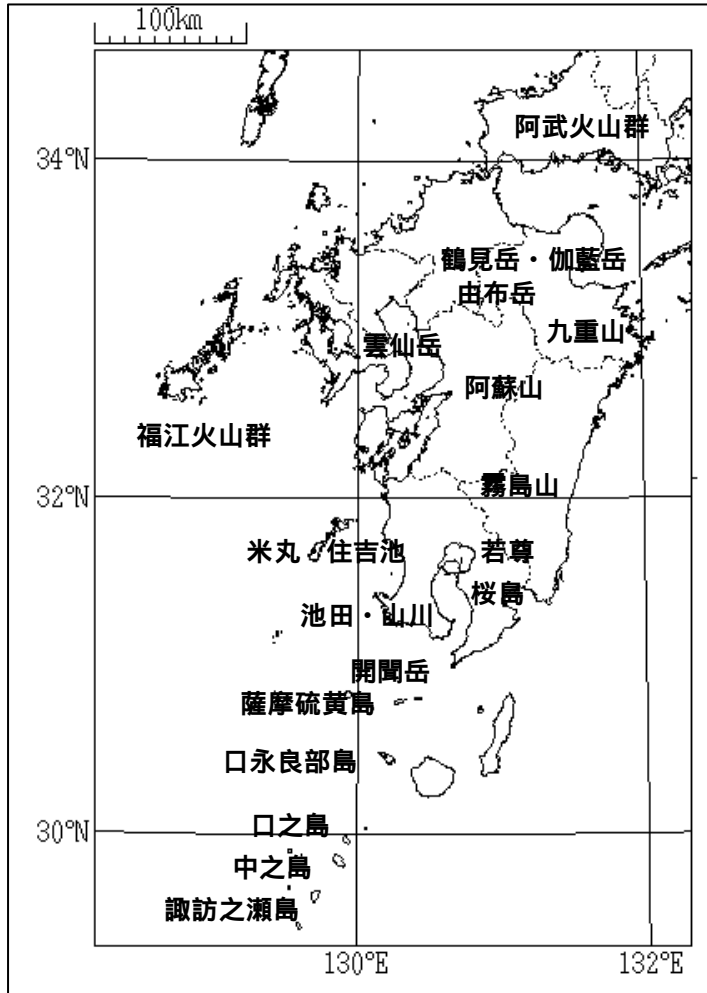 100km
阿武火山群
34°N
鶴見岳・伽藍岳
由布岳
九重山
雲仙岳
阿蘇山
福江火山群
霧島山
32°N
米丸・住吉池
若尊
桜島
池田・山川
開聞岳
薩摩硫黄島
口永良部島
30°N
口之島
中之島
諏訪之瀬島
130°E
132°E